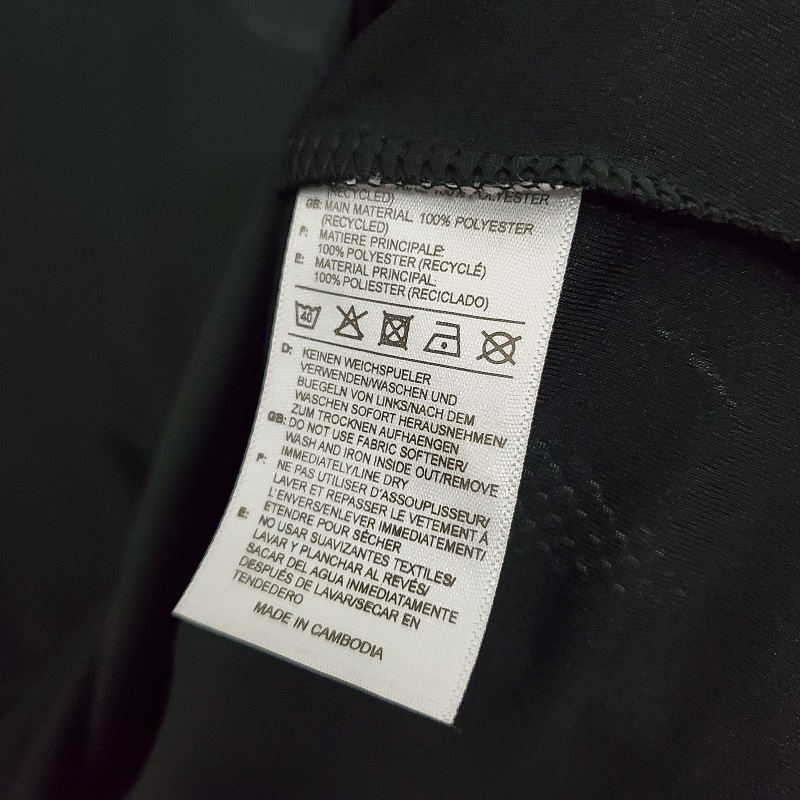 (RECYCLED) 100% POLYESTER
GB: MAIN MATERIAL. 100% POLYESTER
(RECYCLED)
F: MATIERE PRINCIPALE:
100% POLYESTER (RECYCLÉ)
E: MATERIAL PRINCIPAL:
100% POLIESTER (RECICLADO)
40
D: KEINEN WEICHSPUELER
VERWENDEN/WASCHEN UND
BUEGELN VON LINKS/NACH DEM
WASCHEN SOFORT HERAUSNEHMEN/
ZUM TROCKNEN AUFHAENGEN
GB: DO NOT USE FABRIC SOFTENER/
WASH AND IRON INSIDE OUT/REMOVE
IMMEDIATELY/LINE DRY
F: NE PAS UTILISER D'ASSOUPLISSEUR/
LAVER ET REPASSER LE VETEMENT À
L'ENVERS/ENLEVER IMMEDIATEMENT/
ÉTENDRE POUR SÉCHER
E: NO USAR SUAVIZANTES TEXTILES/
LAVAR Y PLANCHAR AL REVÉS/
SACAR DEL AGUA INMEDIATAMENTE
DESPUÉS DE LAVAR/SECAR EN
TENDEDERO
MADE IN CAMBODIA